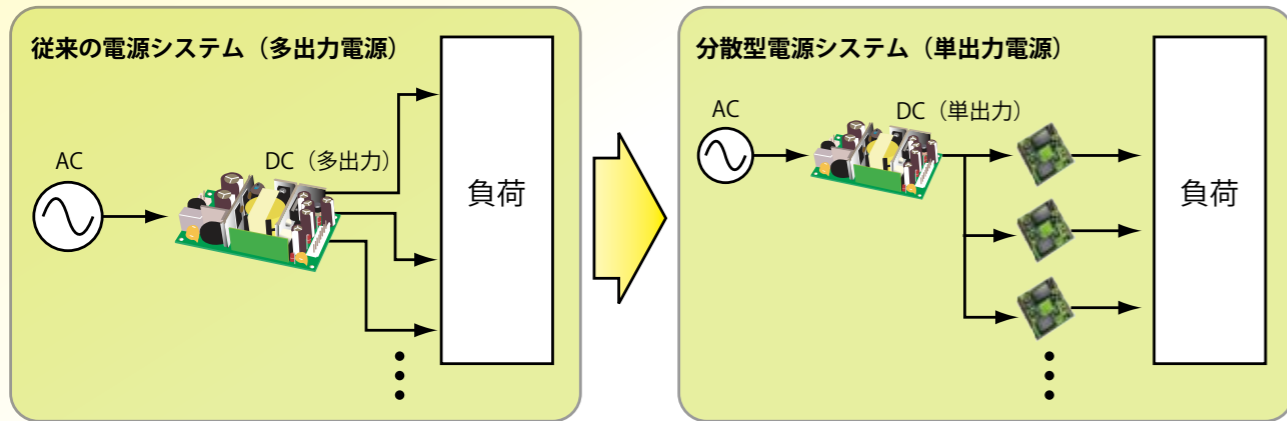 従来の電源システム（多出力電源）
AC
DC（多出力）
負荷
分散型電源システム（単出力電源）
AC
DC（単出力）
負荷